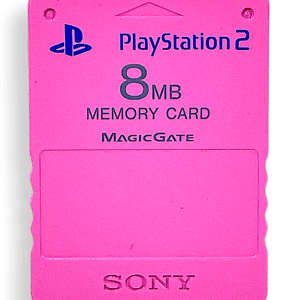 PlayStation 2
8MB
MEMORY CARD
MAGICGATE
SONY